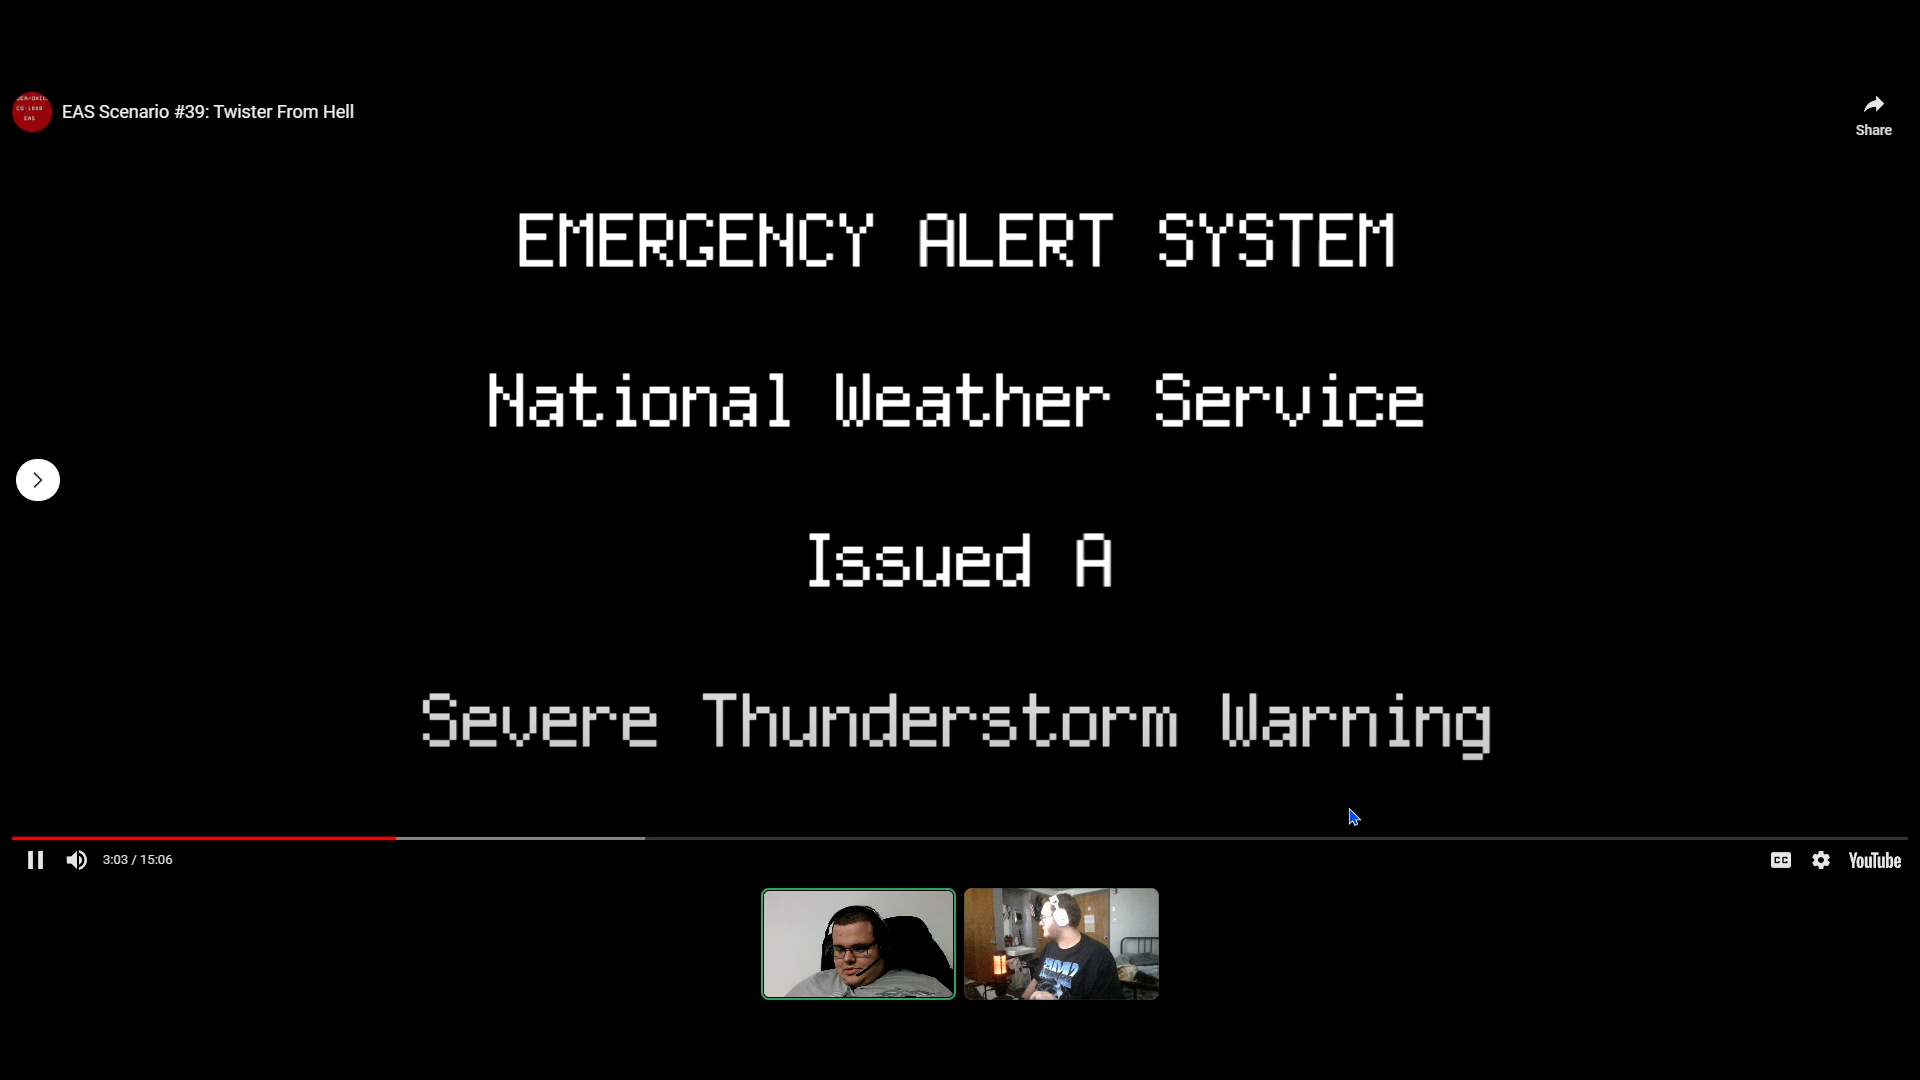 EAS Scenario #39: Twister From Hell
Share
EMERGENCY ALERT SYSTEM
National Weather Service
Issued A
Severe Thunderstorm Warning
3:03 / 15:06
CC
YouTube